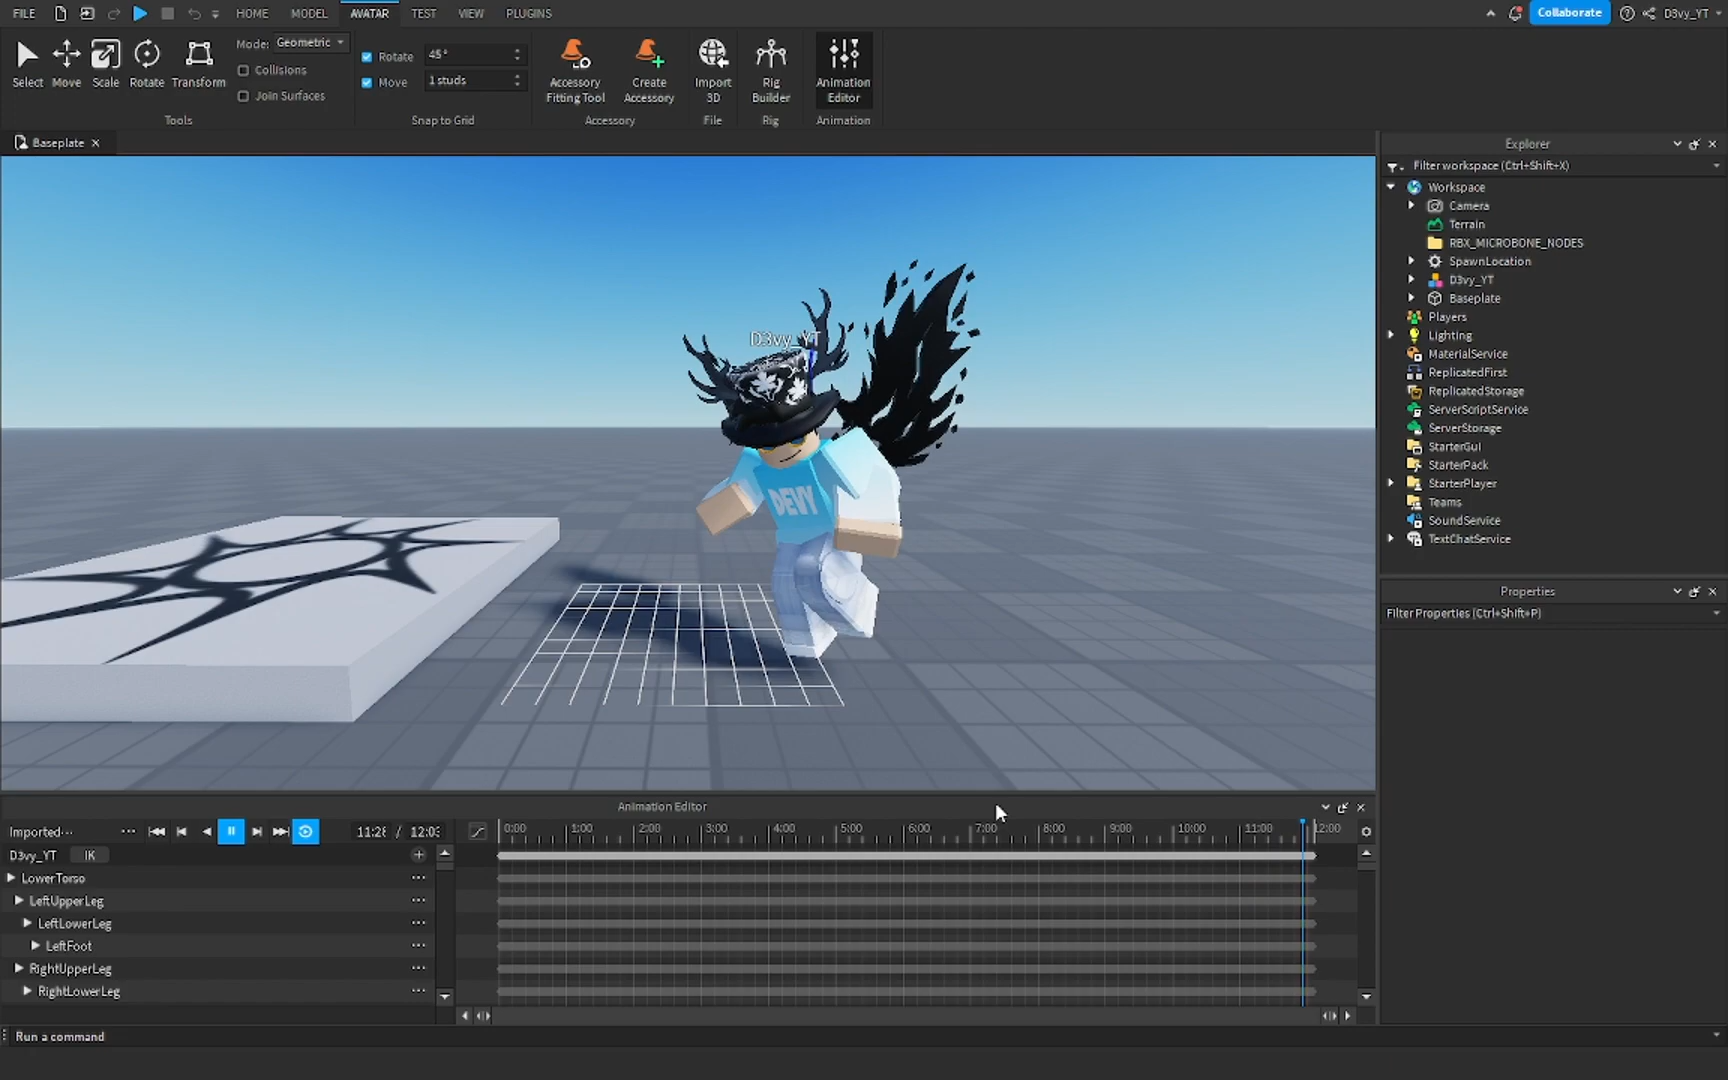 FILE HOME MODEL AVATAR TEST VIEW PLUGINS Collaborate D3vy_YT
Select Move Scale Rotate Transform
Mode: Geometric
Collisions
Join Surfaces
Tools
Rotate 45°
Move 1 studs
Snap to Grid
Accessory Fitting Tool
Create Accessory
Accessory
Import 3D
File
Rig Builder
Rig
Animation Editor
Animation
Baseplate
D3vy_YT
DEVY
Explorer
Filter workspace (Ctrl+Shift+X)
Workspace
Camera
Terrain
RBX_MICROBONE_NODES
SpawnLocation
D3vy_YT
Baseplate
Players
Lighting
MaterialService
ReplicatedFirst
ReplicatedStorage
ServerScriptService
ServerStorage
StarterGui
StarterPack
StarterPlayer
Teams
SoundService
TextChatService
Properties
Filter Properties (Ctrl+Shift+P)
Animation Editor
Imported··· 11:28 / 12:0
0:00 1:00 2:00 3:00 4:00 5:00 6:00 7:00 8:00 9:00 10:00 11:00 12:00
D3vy_YT IK
LowerTorso
LeftUpperLeg
LeftLowerLeg
LeftFoot
RightUpperLeg
RightLowerLeg
Run a command